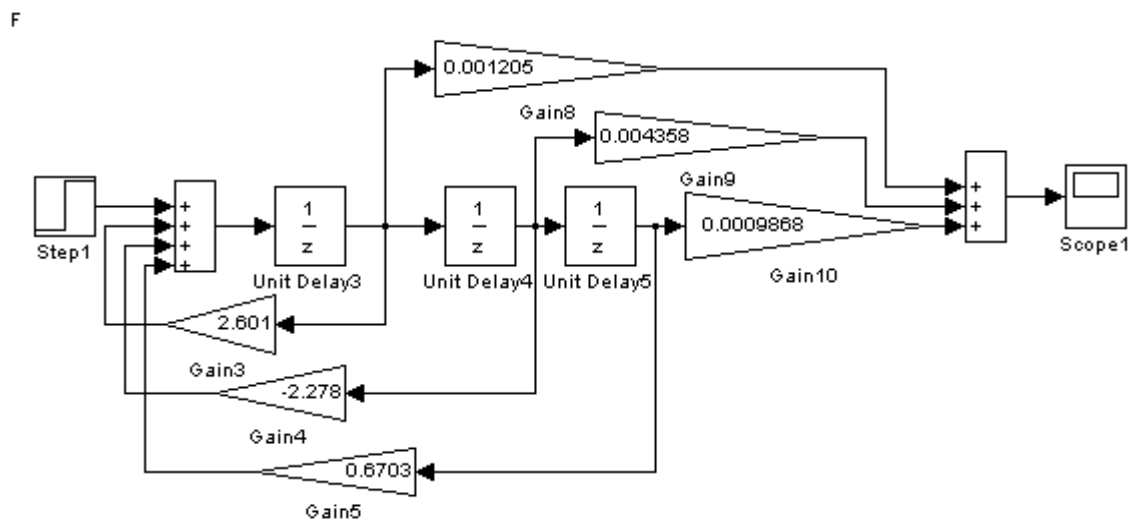 F
0.001205
Gain8
0.004358
Gain9
Step1
+
+
+
+
1
z
Unit Delay3
1
z
Unit Delay4
1
z
Unit Delay5
0.0009868
Gain10
+
+
+
Scope1
2.601
Gain3
-2.278
Gain4
0.6703
Gain5